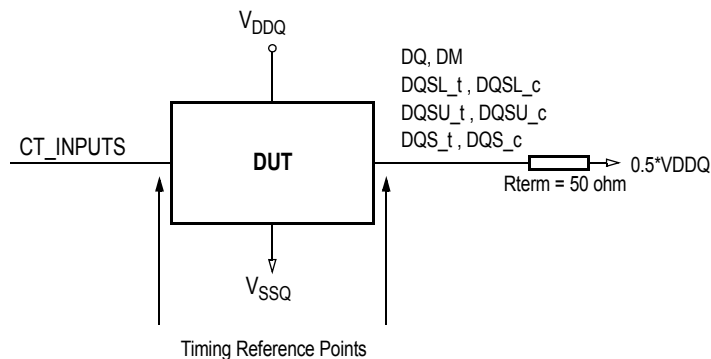 VDDQ
DQ, DM
DQSL_t , DQSL_c
DQSU_t , DQSU_c
DQS_t , DQS_c
CT_INPUTS
DUT
0.5*VDDQ
Rterm = 50 ohm
VSSQ
Timing Reference Points